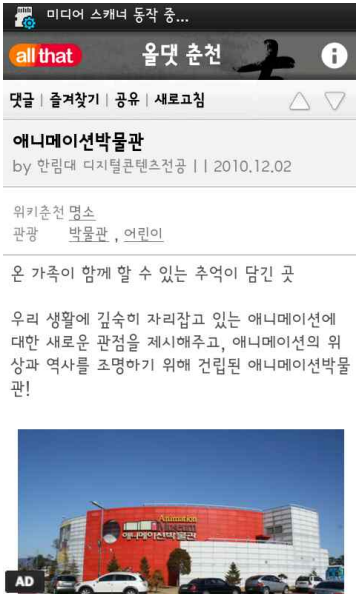 미디어 스캐너 동작 중...
all that
올댓 춘천
댓글 | 즐겨찾기 | 공유 | 새로고침
애니메이션박물관
by 한림대 디지털콘텐츠전공 | | 2010.12.02
위키춘천 명소
관광 박물관 , 어린이
온 가족이 함께 할 수 있는 추억이 담긴 곳
우리 생활에 깊숙히 자리잡고 있는 애니메이션에
대한 새로운 관점을 제시해주고, 애니메이션의 위
상과 역사를 조명하기 위해 건립된 애니메이션박물
관!
Animation
Museum
애니메이션박물관
AD